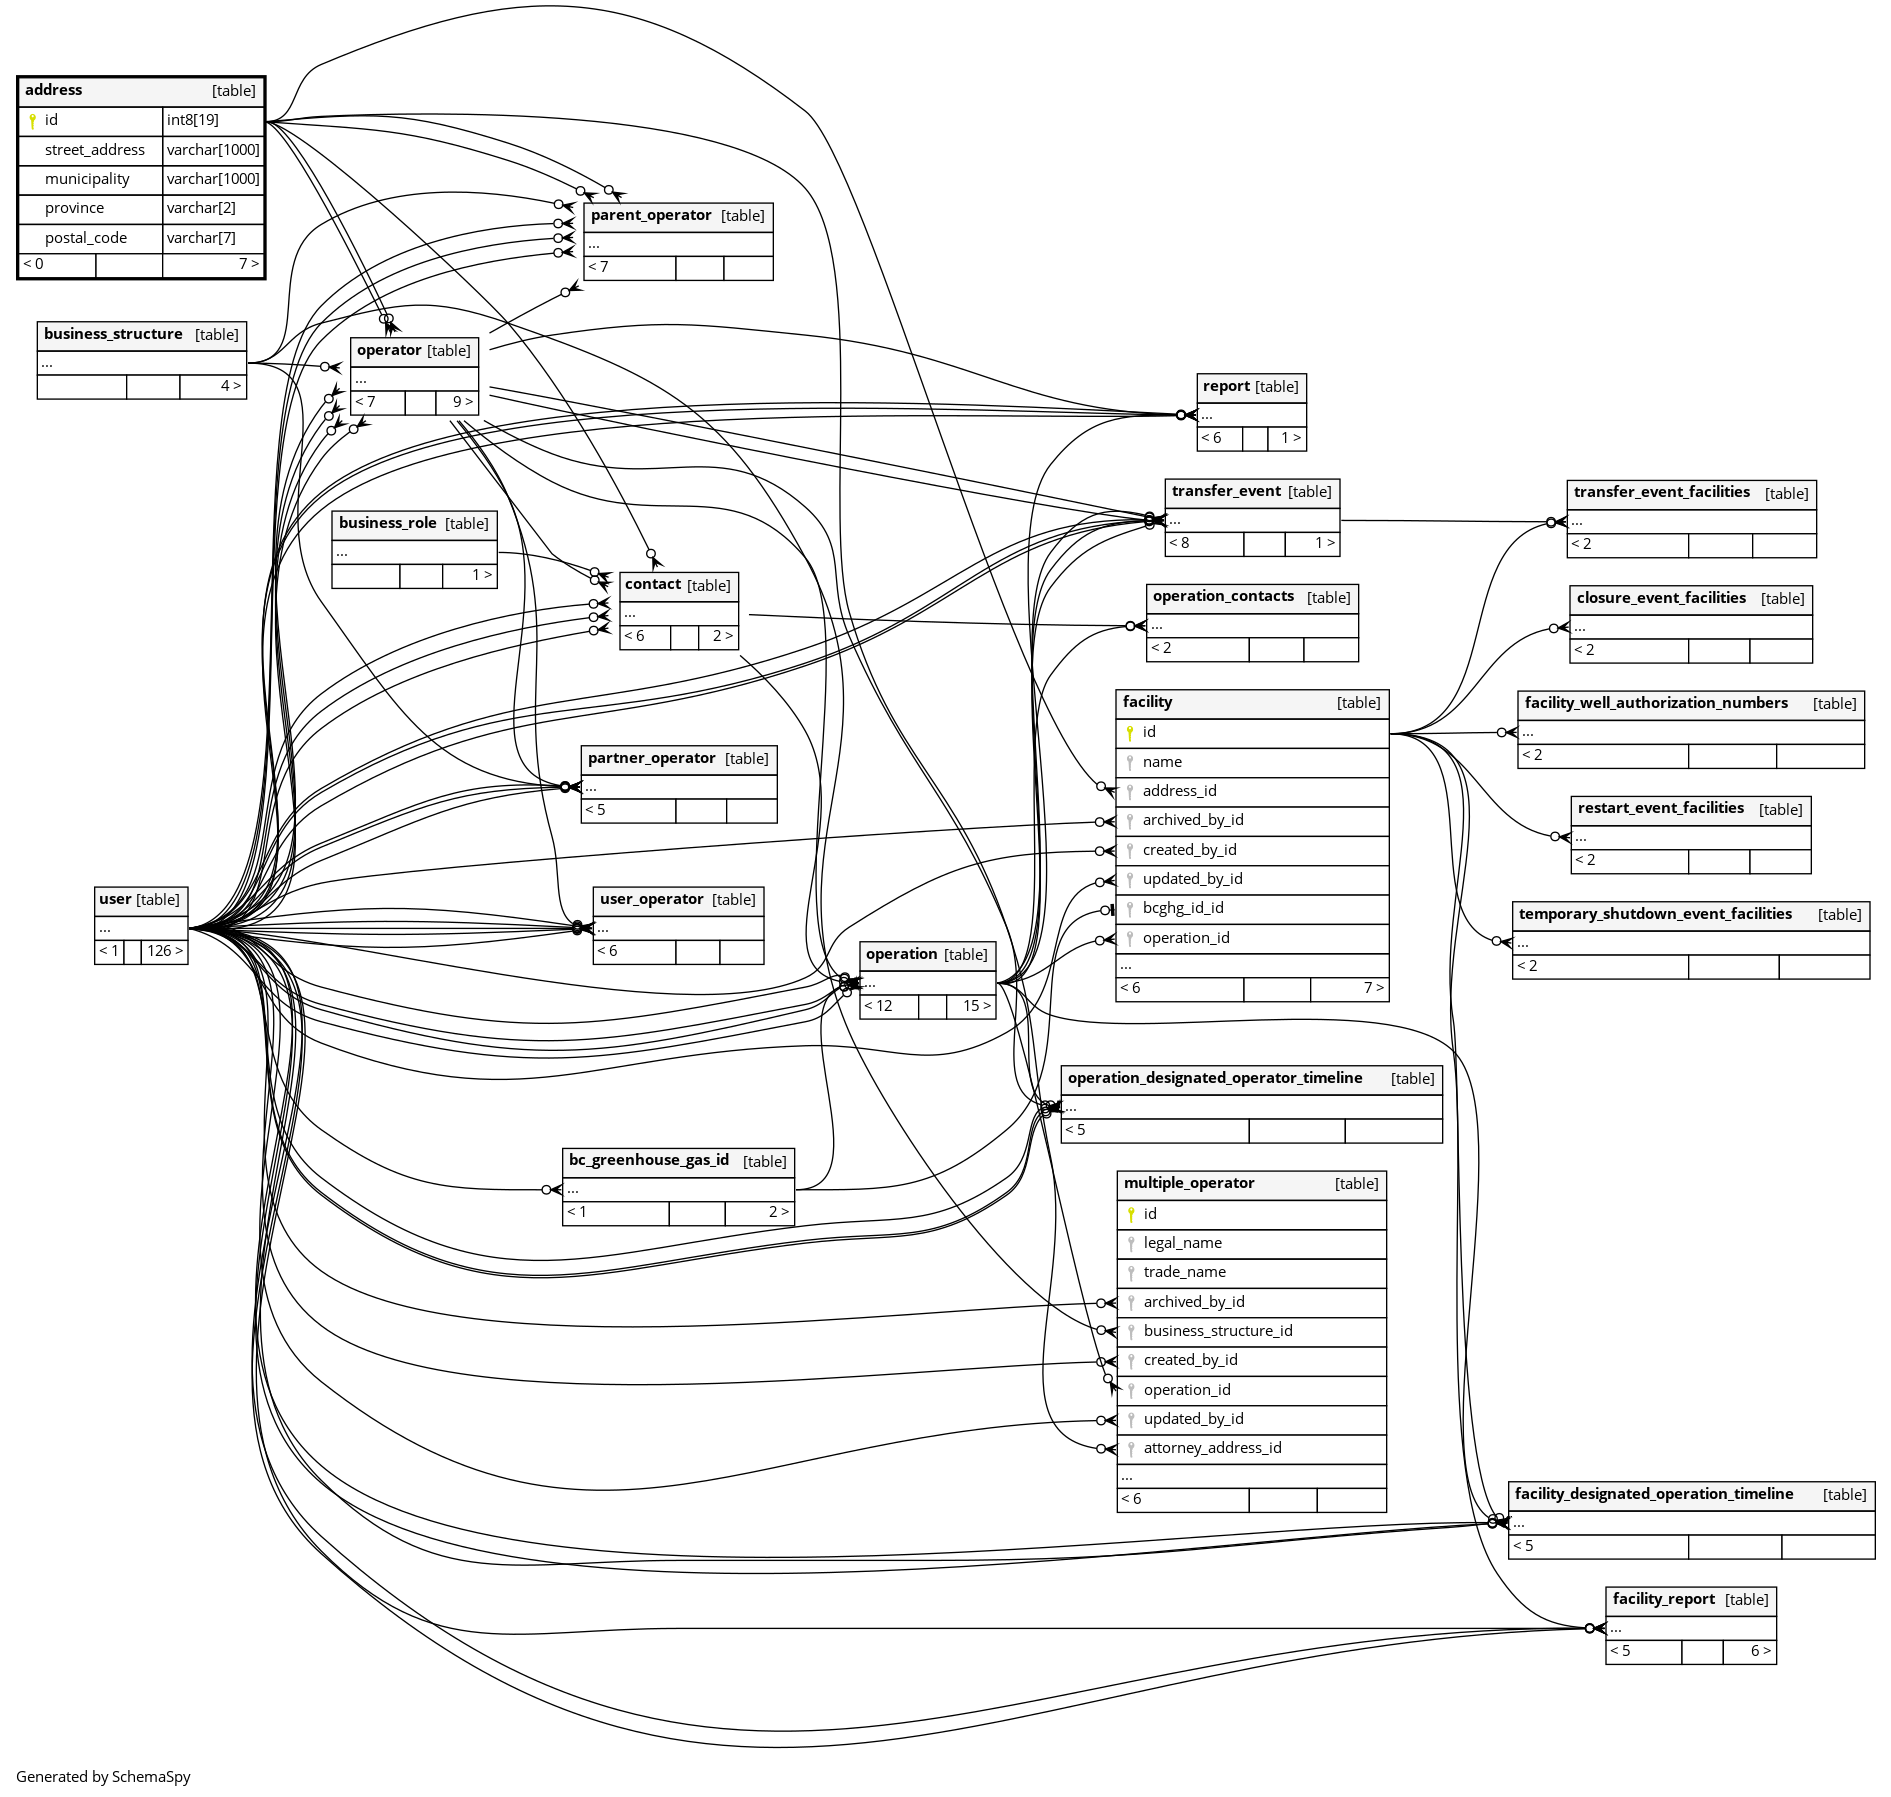 address [table]
id int8[19]
street_address varchar[1000]
municipality varchar[1000]
province varchar[2]
postal_code varchar[7]
< 0 7 >
parent_operator [table]
...
< 7
business_structure [table]
...
4 >
operator [table]
...
< 7 9 >
report [table]
...
< 6 1 >
transfer_event [table]
...
< 8 1 >
transfer_event_facilities [table]
...
< 2
business_role [table]
...
1 >
contact [table]
...
< 6 2 >
operation_contacts [table]
...
< 2
closure_event_facilities [table]
...
< 2
facility [table]
id
name
address_id
archived_by_id
created_by_id
updated_by_id
bcghg_id_id
operation_id
...
< 6 7 >
facility_well_authorization_numbers [table]
...
< 2
partner_operator [table]
...
< 5
restart_event_facilities [table]
...
< 2
user [table]
...
< 1 126 >
user_operator [table]
...
< 6
temporary_shutdown_event_facilities [table]
...
< 2
operation [table]
...
< 12 15 >
operation_designated_operator_timeline [table]
...
< 5
bc_greenhouse_gas_id [table]
...
< 1 2 >
multiple_operator [table]
id
legal_name
trade_name
archived_by_id
business_structure_id
created_by_id
operation_id
updated_by_id
attorney_address_id
...
< 6
facility_designated_operation_timeline [table]
...
< 5
facility_report [table]
...
< 5 6 >
Generated by SchemaSpy